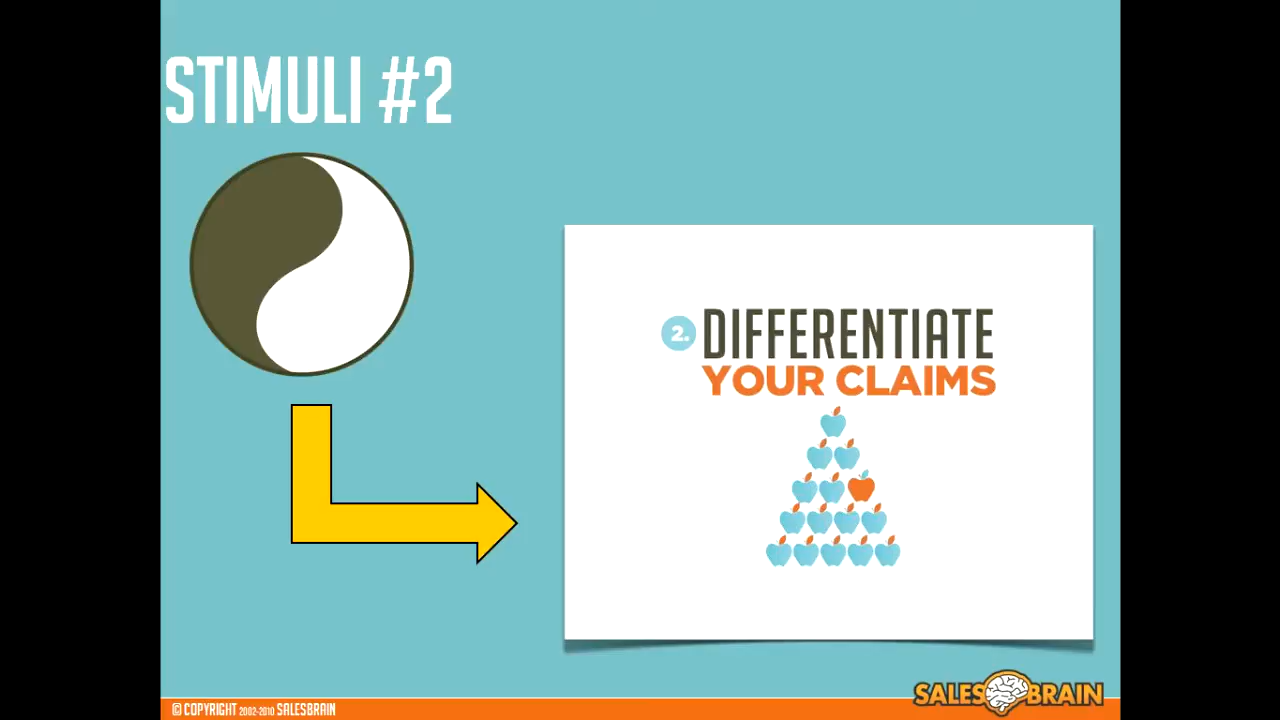 STIMULI #2
2. DIFFERENTIATE
YOUR CLAIMS
SALES BRAIN
© COPYRIGHT 2002-2010 SALESBRAIN